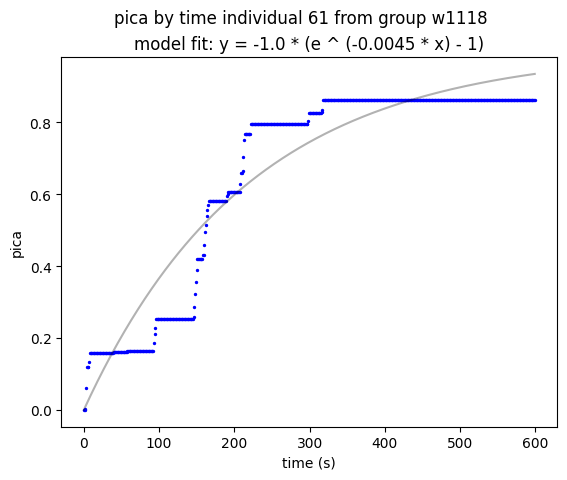 pica by time individual 61 from group w1118
model fit: y = -1.0 * (e ^ (-0.0045 * x) - 1)
pica
0.8
0.6
0.4
0.2
0.0
0 100 200 300 400 500 600
time (s)